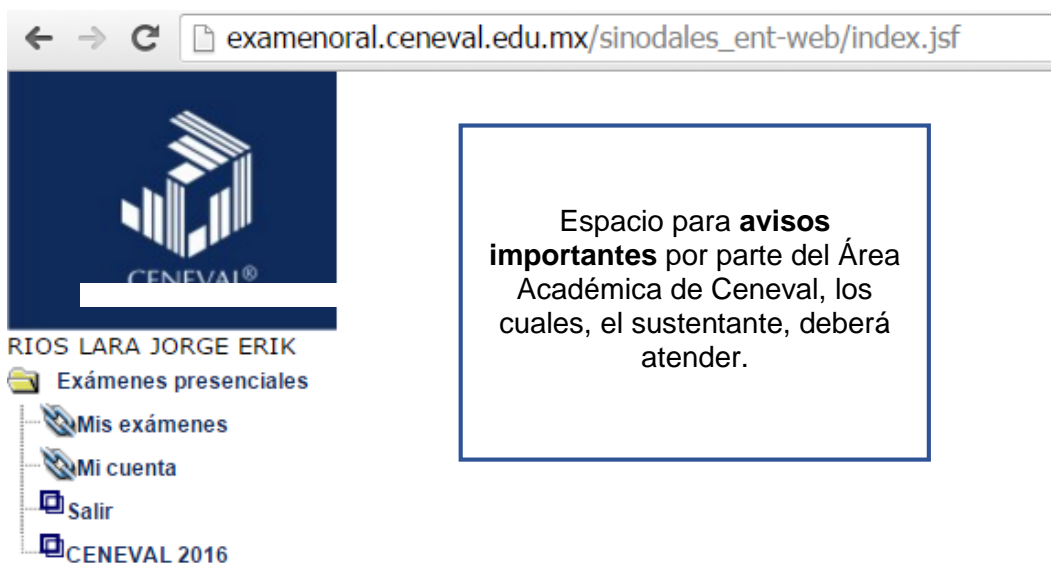 examenoral.ceneval.edu.mx/sinodales_ent-web/index.jsf
CENEVAL®
RIOS LARA JORGE ERIK
Exámenes presenciales
Mis exámenes
Mi cuenta
Salir
CENEVAL 2016
Espacio para avisos
importantes por parte del Área
Académica de Ceneval, los
cuales, el sustentante, deberá
atender.